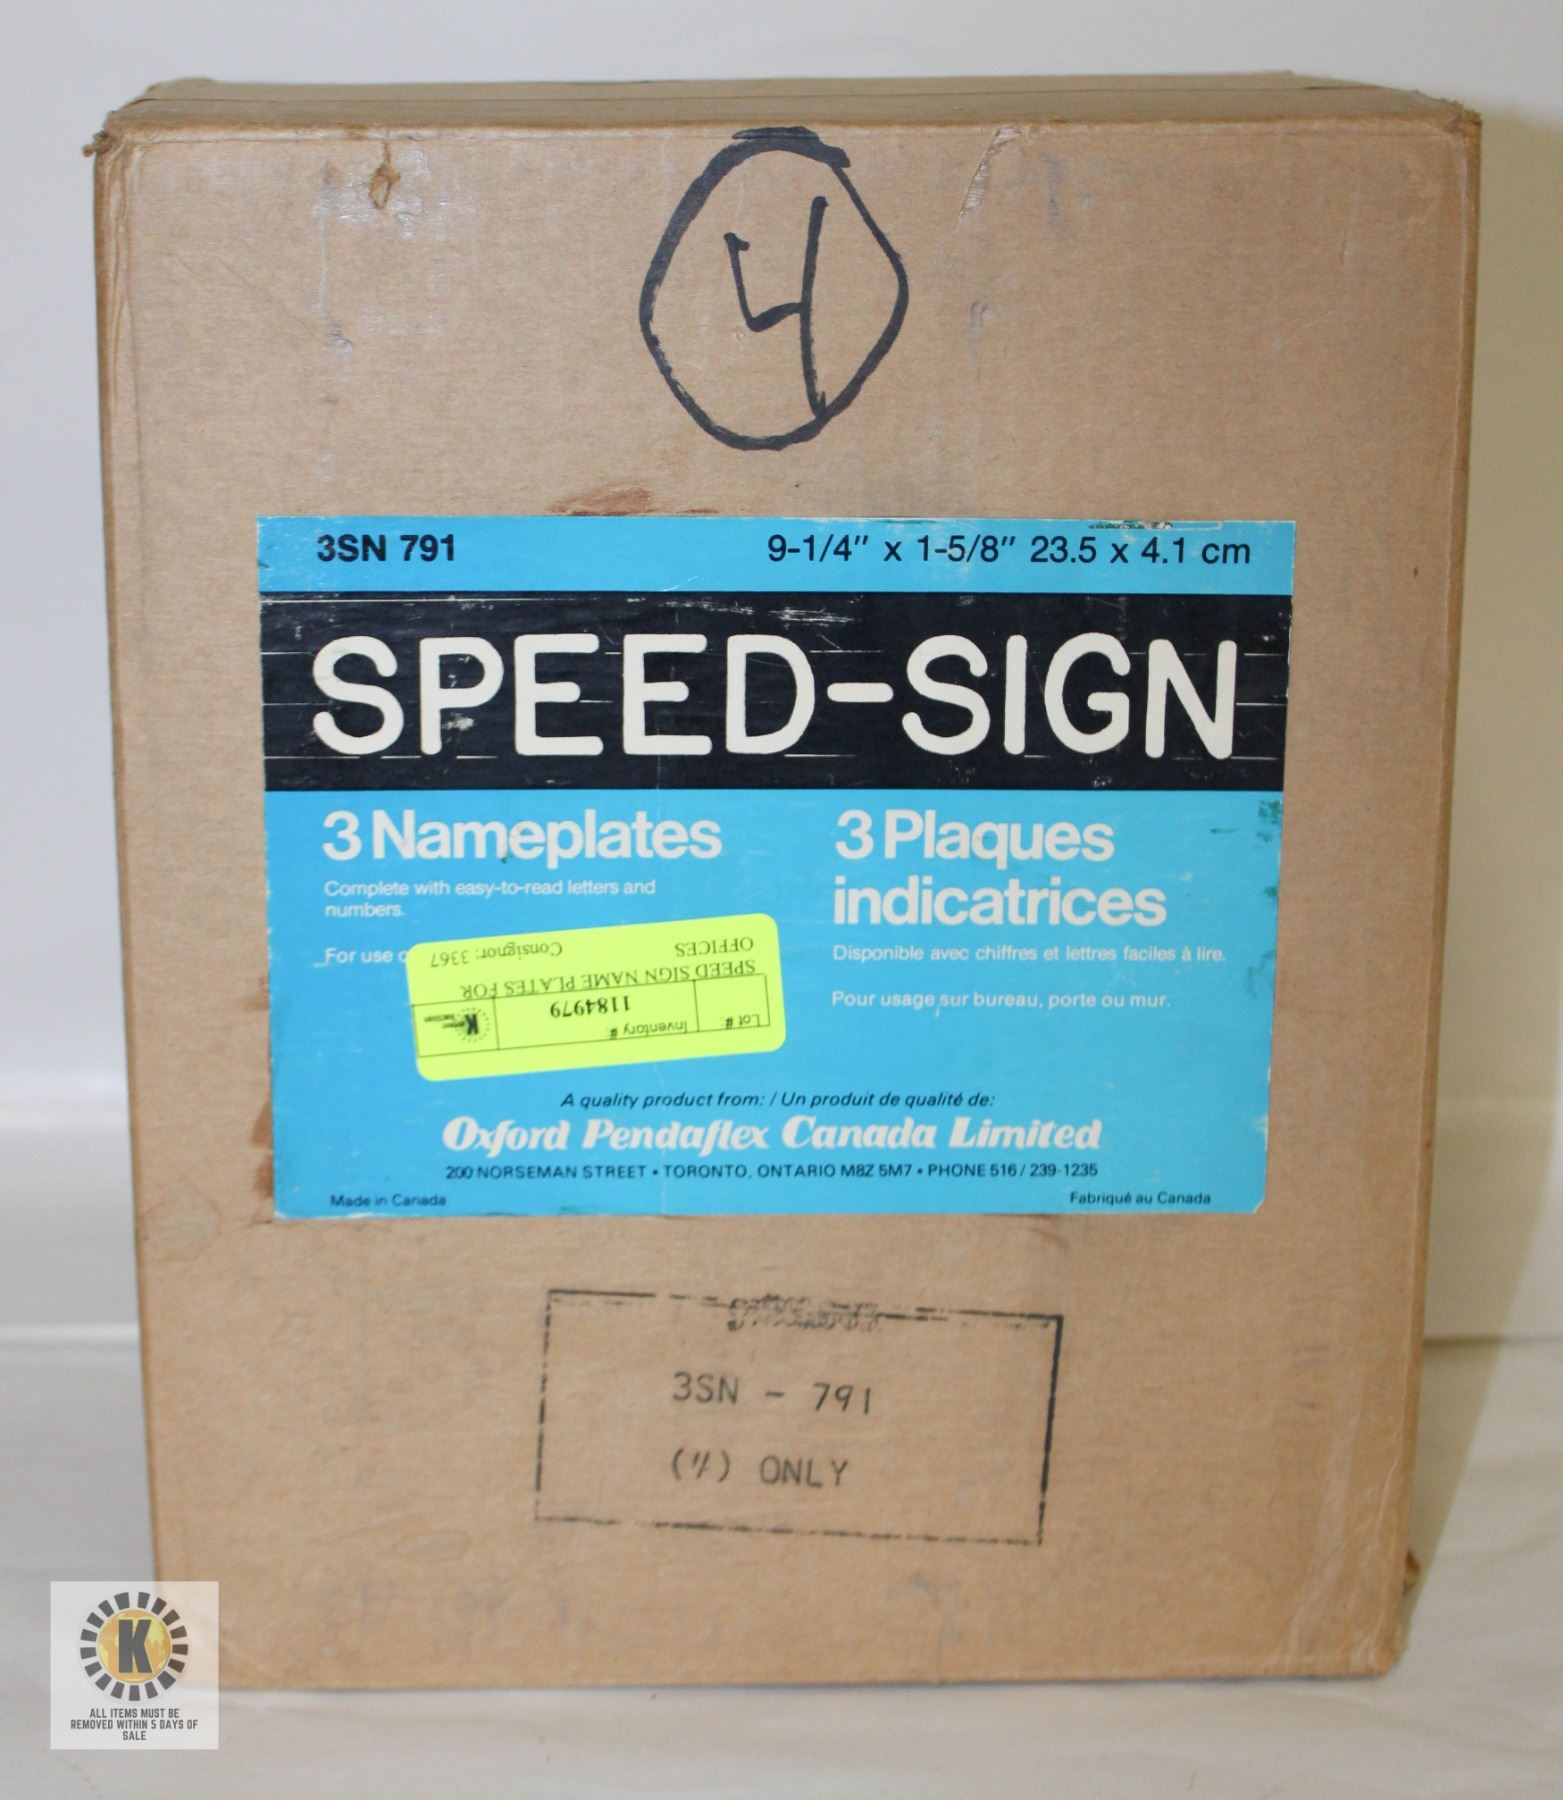 4
3SN 791
9-1/4" x 1-5/8" 23.5 x 4.1 cm
SPEED-SIGN
3 Nameplates
Complete with easy-to-read letters and
numbers.
For use
3 Plaques
indicatrices
Disponible avec chiffres et lettres faciles à lire.
Pour usage sur bureau, porte ou mur.
Lot #:
Inventory #:
1184979
SPEED SIGN NAME PLATES FOR
OFFICES
Consignor: 3367
A quality product from: / Un produit de qualité de:
Oxford Pendaflex Canada Limited
200 NORSEMAN STREET • TORONTO, ONTARIO M8Z 5M7 • PHONE 516 / 239-1235
Made in Canada
Fabriqué au Canada
3SN - 791
(4) ONLY
K
ALL ITEMS MUST BE
REMOVED WITHIN 5 DAYS OF
SALE